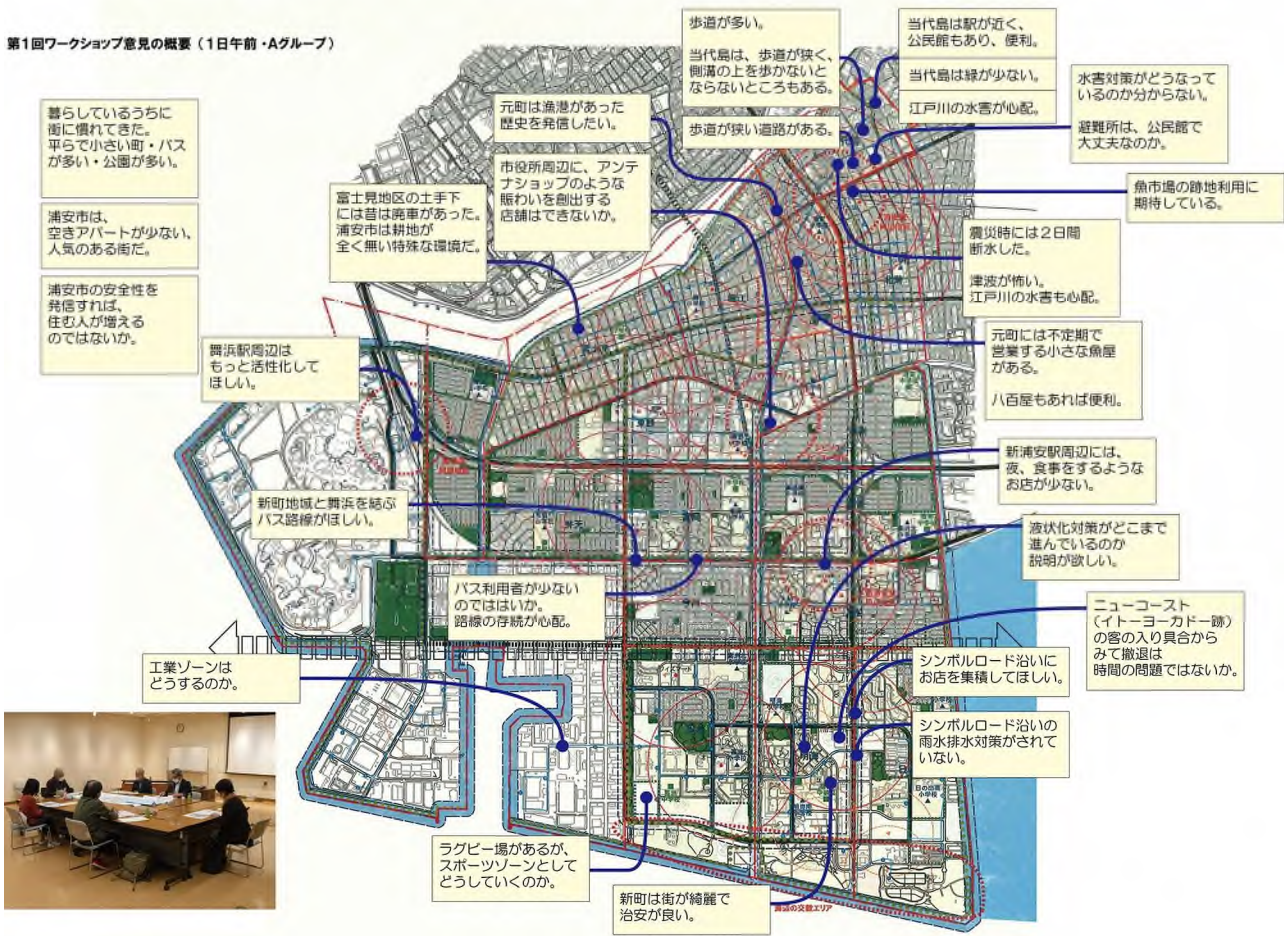 第1回ワークショップ意見の概要（1日午前・Aグループ）
暮らしているうちに
街に慣れてきた。
平らで小さい町・バス
が多い・公園が多い。
浦安市は、
空きアパートが少ない、
人気のある街だ。
浦安市の安全性を
発信すれば、
住む人が増える
のではないか。
富士見地区の土手下
には昔は廃車があった。
浦安市は耕地が
全く無い特殊な環境だ。
元町は漁港があった
歴史を発信したい。
市役所周辺に、アンテ
ナショップのような
賑わいを創出する
店舗はできないか。
歩道が多い。
当代島は、歩道が狭く、
側溝の上を歩かないと
ならないところもある。
歩道が狭い道路がある。
当代島は駅が近く、
公民館もあり、便利。
当代島は緑が少ない。
江戸川の水害が心配。
水害対策がどうなって
いるのか分からない。
避難所は、公民館で
大丈夫なのか。
魚市場の跡地利用に
期待している。
震災時には２日間
断水した。
津波が怖い。
江戸川の水害も心配。
元町には不定期で
営業する小さな魚屋
がある。
八百屋もあれば便利。
舞浜駅周辺は
もっと活性化して
ほしい。
新浦安駅周辺には、
夜、食事をするような
お店が少ない。
新町地域と舞浜を結ぶ
バス路線がほしい。
液状化対策がどこまで
進んでいるのか
説明が欲しい。
バス利用者が少ない
のでははいか。
路線の存続が心配。
ニューコースト
（イトーヨーカドー跡）
の客の入り具合から
みて撤退は
時間の問題ではないか。
工業ゾーンは
どうするのか。
シンボルロード沿いに
お店を集積してほしい。
シンボルロード沿いの
雨水排水対策がされて
いない。
日の出南
小学校
ラグビー場があるが、
スポーツゾーンとして
どうしていくのか。
新町は街が綺麗で
治安が良い。
海辺の交流エリア